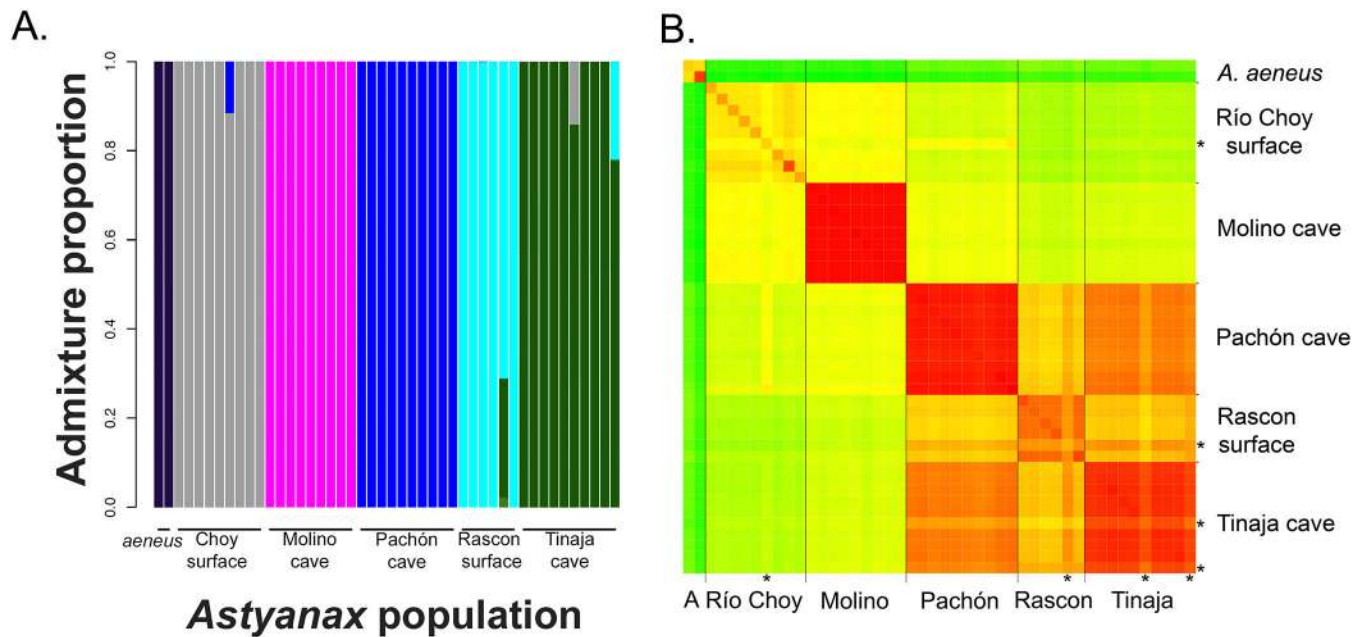 A.
Admixture proportion
1.0
0.8
0.6
0.4
0.2
0.0
aeneus
Choy
surface
Molino
cave
Pachón
cave
Rascon
surface
Tinaja
cave
Astyanax population
B.
A. aeneus
Río Choy
surface
*
Molino cave
Pachón cave
Rascon
surface
*
Tinaja cave
*
*
* * * *
A Río Choy Molino Pachón Rascon Tinaja